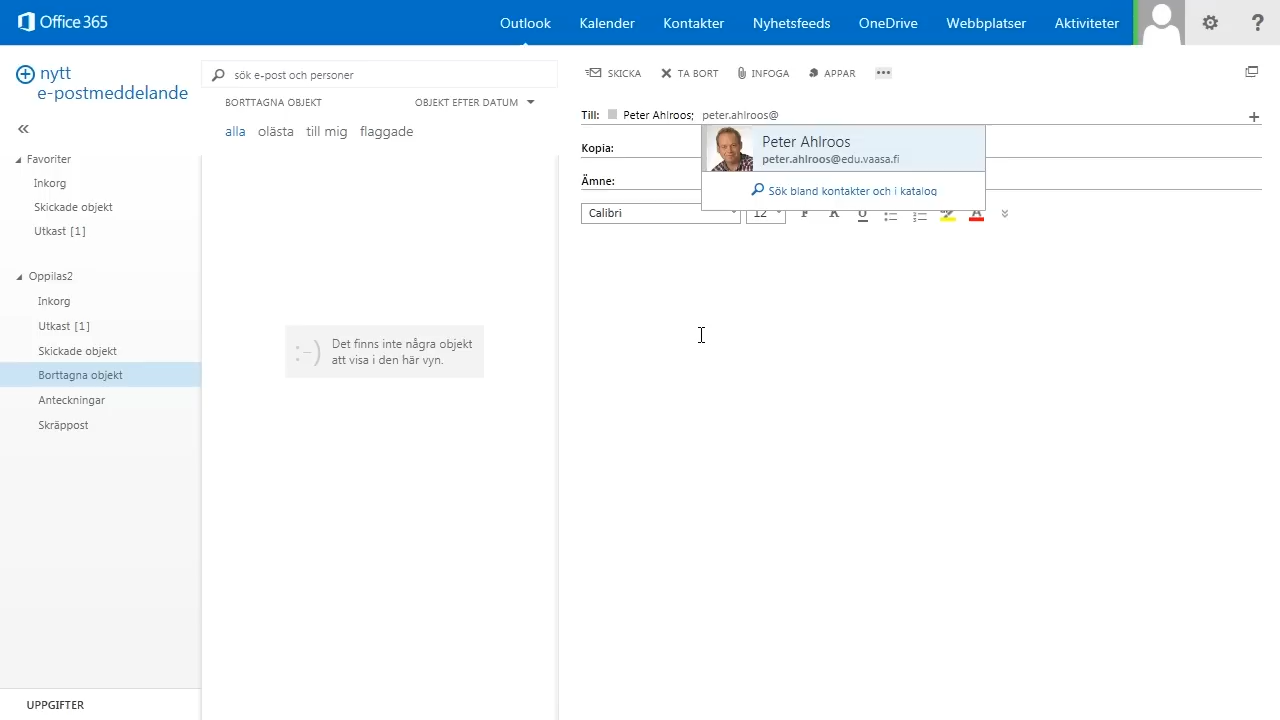 Office 365
Outlook
Kalender
Kontakter
Nyhetsfeeds
OneDrive
Webbplatser
Aktiviteter
?
nytt
e-postmeddelande
«
Favoriter
Inkorg
Skickade objekt
Utkast [1]
Oppilas2
Inkorg
Utkast [1]
Skickade objekt
Borttagna objekt
Anteckningar
Skräppost
UPPGIFTER
sök e-post och personer
BORTTAGNA OBJEKT
OBJEKT EFTER DATUM
alla olästa till mig flaggade
:-)
Det finns inte några objekt
att visa i den här vyn.
SKICKA
TA BORT
INFOGA
APPAR
•••
Till: Peter Ahlroos; peter.ahlroos@
Peter Ahlroos
peter.ahlroos@edu.vaasa.fi
Sök bland kontakter och i katalog
Kopia:
Ämne:
Calibri
12
F K U A